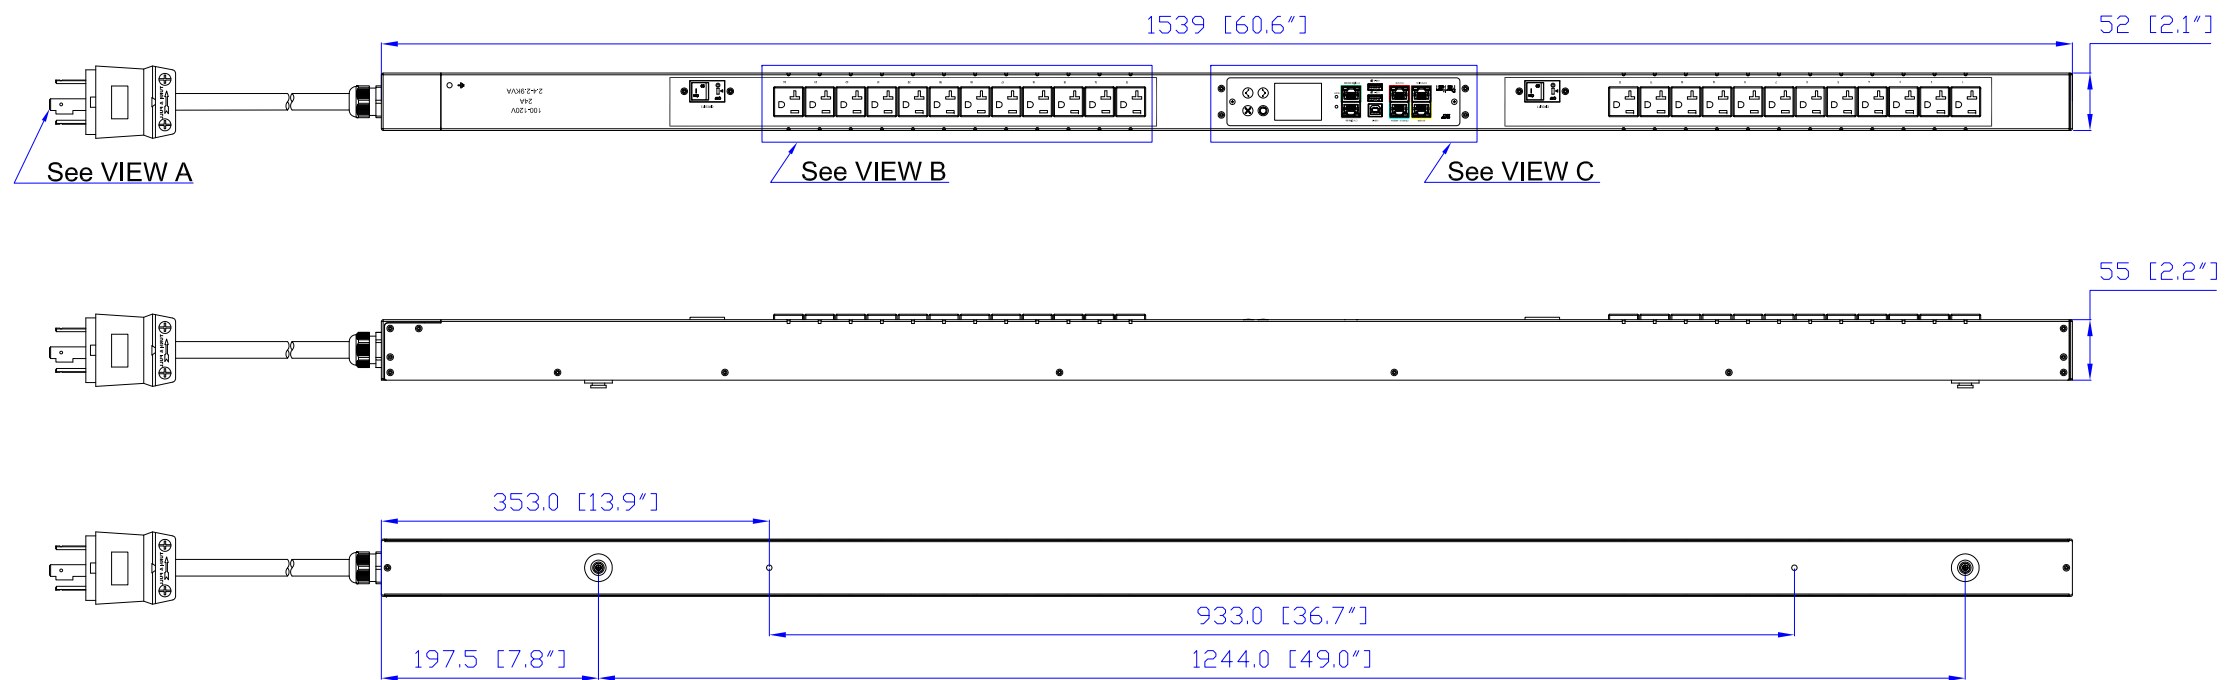 1539 [60.6"]
52 [2.1"]
2.4-2.9KVA
24A
100-120V
See VIEW A
See VIEW B
See VIEW C
55 [2.2"]
353.0 [13.9"]
933.0 [36.7"]
197.5 [7.8"]
1244.0 [49.0"]